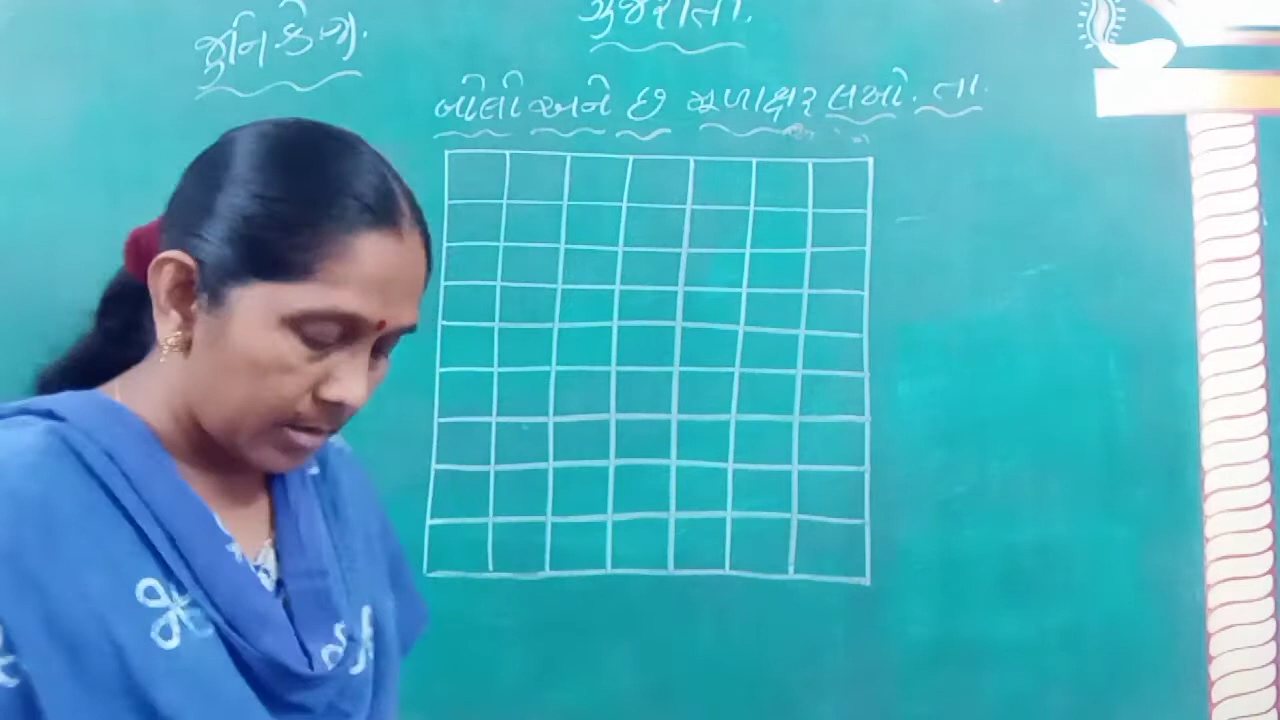 જુનિ કે.જી.
ગુજરાતી.
બોલી અને છ મૂળાક્ષર લખો. તા.